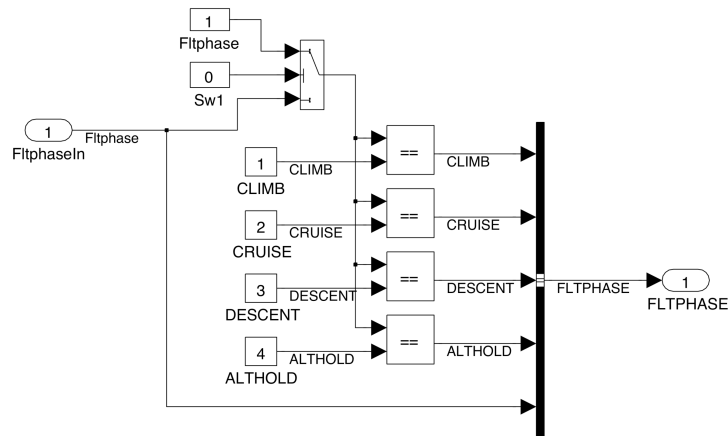 1
Fltphase
0
Sw1
1
FltphaseIn
Fltphase
1
CLIMB
CLIMB
==
CLIMB
2
CRUISE
CRUISE
==
CRUISE
3
DESCENT
DESCENT
==
DESCENT
4
ALTHOLD
ALTHOLD
==
ALTHOLD
FLTPHASE
1
FLTPHASE